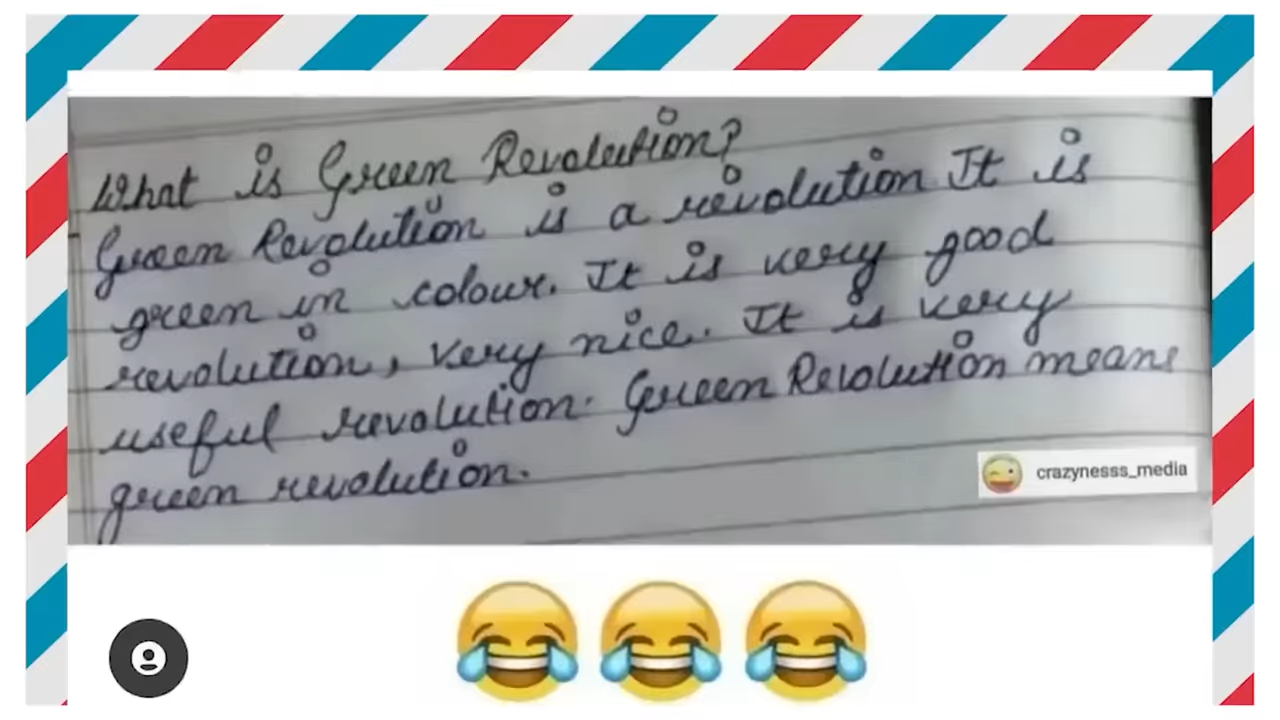 What is Green Revolution?
Green Revolution is a revolution It is
green in colour. It is very good
revolution, very nice. It is very
useful revolution. Green Revolution means
green revolution.
crazynesss_media